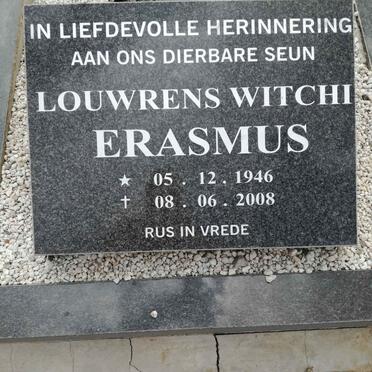 IN LIEFDEVOLLE HERINNERING
AAN ONS DIERBARE SEUN
LOUWRENS WITCHI
ERASMUS
★ 05 . 12 . 1946
✝ 08 . 06 . 2008
RUS IN VREDE